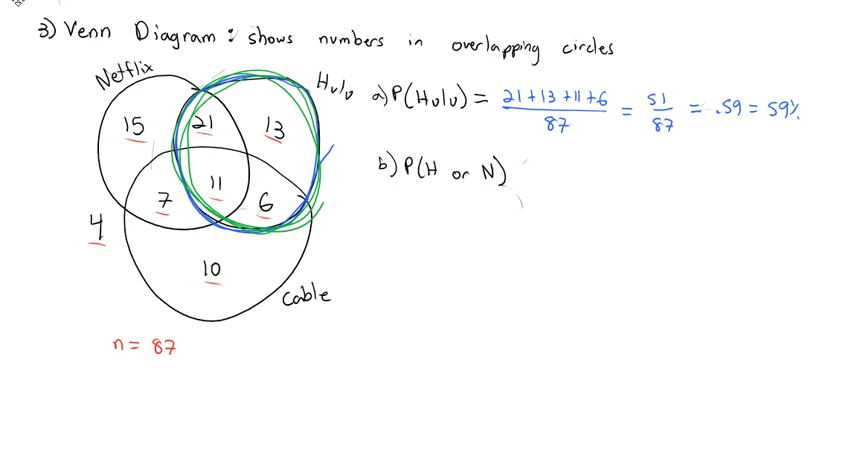 3) Venn Diagram: shows numbers in overlapping circles
Netflix
Hulu
a) P(Hulu) = 21+13+11+6 / 87 = 51/87 = .59 = 59%
15
21
13
b) P(H or N)
11
7
6
4
10
Cable
n = 87